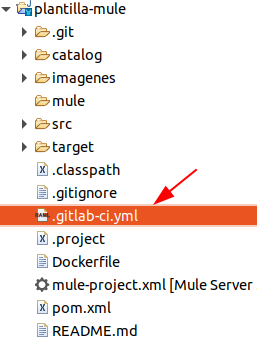 plantilla-mule
.git
catalog
imagenes
mule
src
target
.classpath
.gitignore
.gitlab-ci.yml
.project
Dockerfile
mule-project.xml [Mule Server
pom.xml
README.md